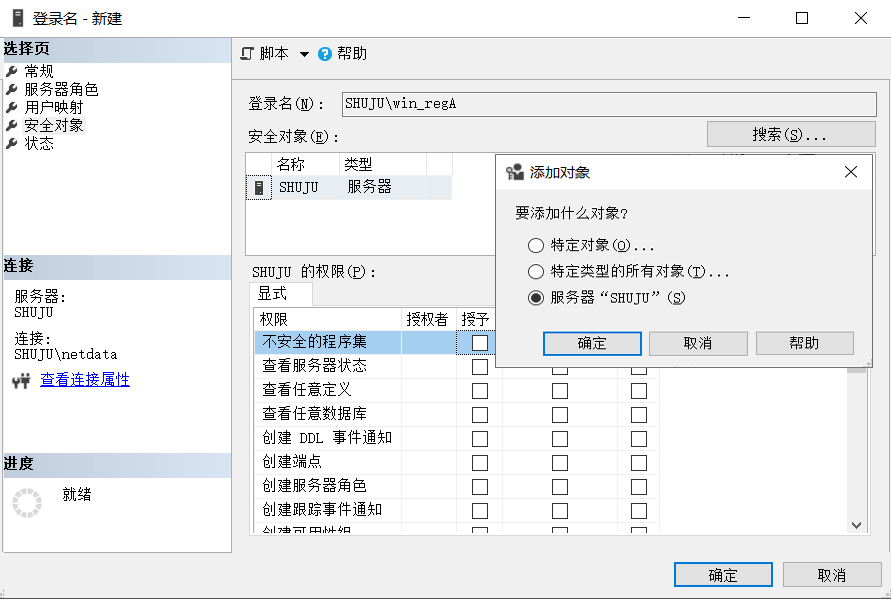 登录名 - 新建
选择页
常规
服务器角色
用户映射
安全对象
状态
连接
服务器:
SHUJU
连接:
SHUJU\netdata
查看连接属性
进度
就绪
脚本
帮助
登录名(N):
SHUJU\win_regA
安全对象(E):
搜索(S)...
名称 类型
SHUJU 服务器
SHUJU 的权限(P):
显式
权限 授权者 授予
不安全的程序集
查看服务器状态
查看任意定义
查看任意数据库
创建 DDL 事件通知
创建端点
创建服务器角色
创建跟踪事件通知
创建可用性组
添加对象
要添加什么对象?
特定对象(O)...
特定类型的所有对象(T)...
服务器“SHUJU”(S)
确定 取消 帮助
确定 取消